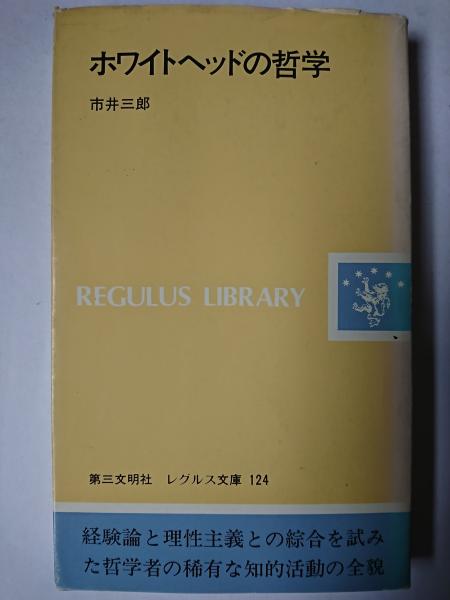 ホワイトヘッドの哲学
市井三郎
REGULUS LIBRARY
第三文明社 レグルス文庫 124
経験論と理性主義との綜合を試み
た哲学者の稀有な知的活動の全貌